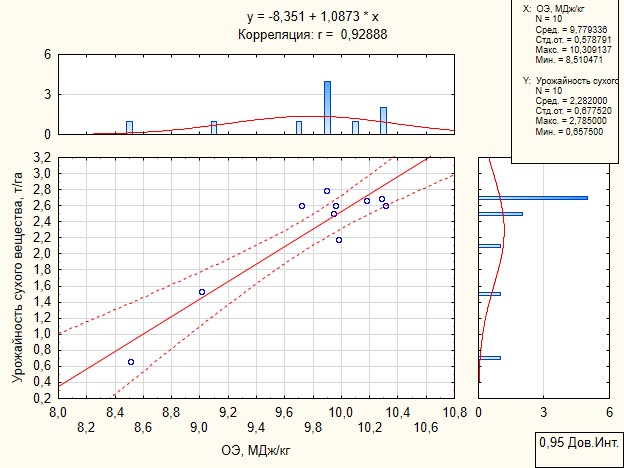 y = -8,351 + 1,0873 * x
Корреляция: r = 0,92888
X: ОЭ, МДж/кг
N = 10
Сред. = 9,779336
Стд.от. = 0,578791
Макс. = 10,309137
Мин. = 8,510471
Y: Урожайность сухого
N = 10
Сред. = 2,282000
Стд.от. = 0,677520
Макс. = 2,785000
Мин. = 0,657500
6
3
0
3,2
3,0
2,8
2,6
2,4
2,2
2,0
1,8
1,6
1,4
1,2
1,0
0,8
0,6
0,4
0,2
Урожайность сухого вещества, т/га
8,0 8,4 8,8 9,2 9,6 10,0 10,4 10,8
8,2 8,6 9,0 9,4 9,8 10,2 10,6
ОЭ, МДж/кг
0 3 6
0,95 Дов.Инт.